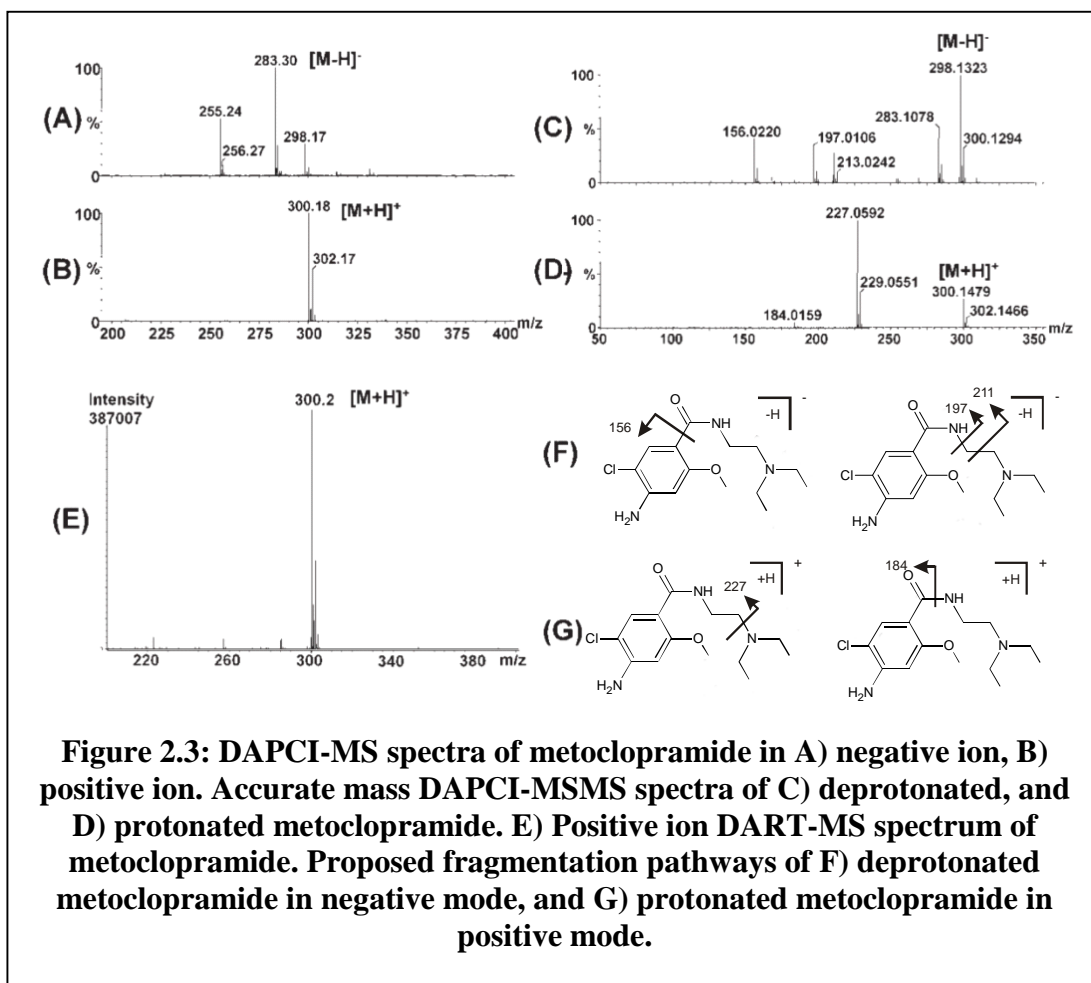 [M-H]-
283.30
100
(A)
%
255.24
256.27
298.17
0
300.18
[M+H]+
100
(B)
%
302.17
0
200 225 250 275 300 325 350 375 400 m/z
[M-H]-
298.1323
100
(C)
%
156.0220
197.0106
283.1078
213.0242
300.1294
0
227.0592
100
(D)
%
[M+H]+
229.0551
300.1479
184.0159
302.1466
0
50 100 150 200 250 300 350
m/z
Intensity
387007
300.2
[M+H]+
(E)
220 260 300 340 380 m/z
(F)
156
O
NH
-H -
Cl
O
N
H2N
211
197
O
NH
-H -
Cl
O
N
H2N
(G)
227
O
NH
+H +
Cl
O
N
H2N
184
O
NH
+H +
Cl
O
N
H2N
Figure 2.3: DAPCI-MS spectra of metoclopramide in A) negative ion, B)
positive ion. Accurate mass DAPCI-MSMS spectra of C) deprotonated, and
D) protonated metoclopramide. E) Positive ion DART-MS spectrum of
metoclopramide. Proposed fragmentation pathways of F) deprotonated
metoclopramide in negative mode, and G) protonated metoclopramide in
positive mode.